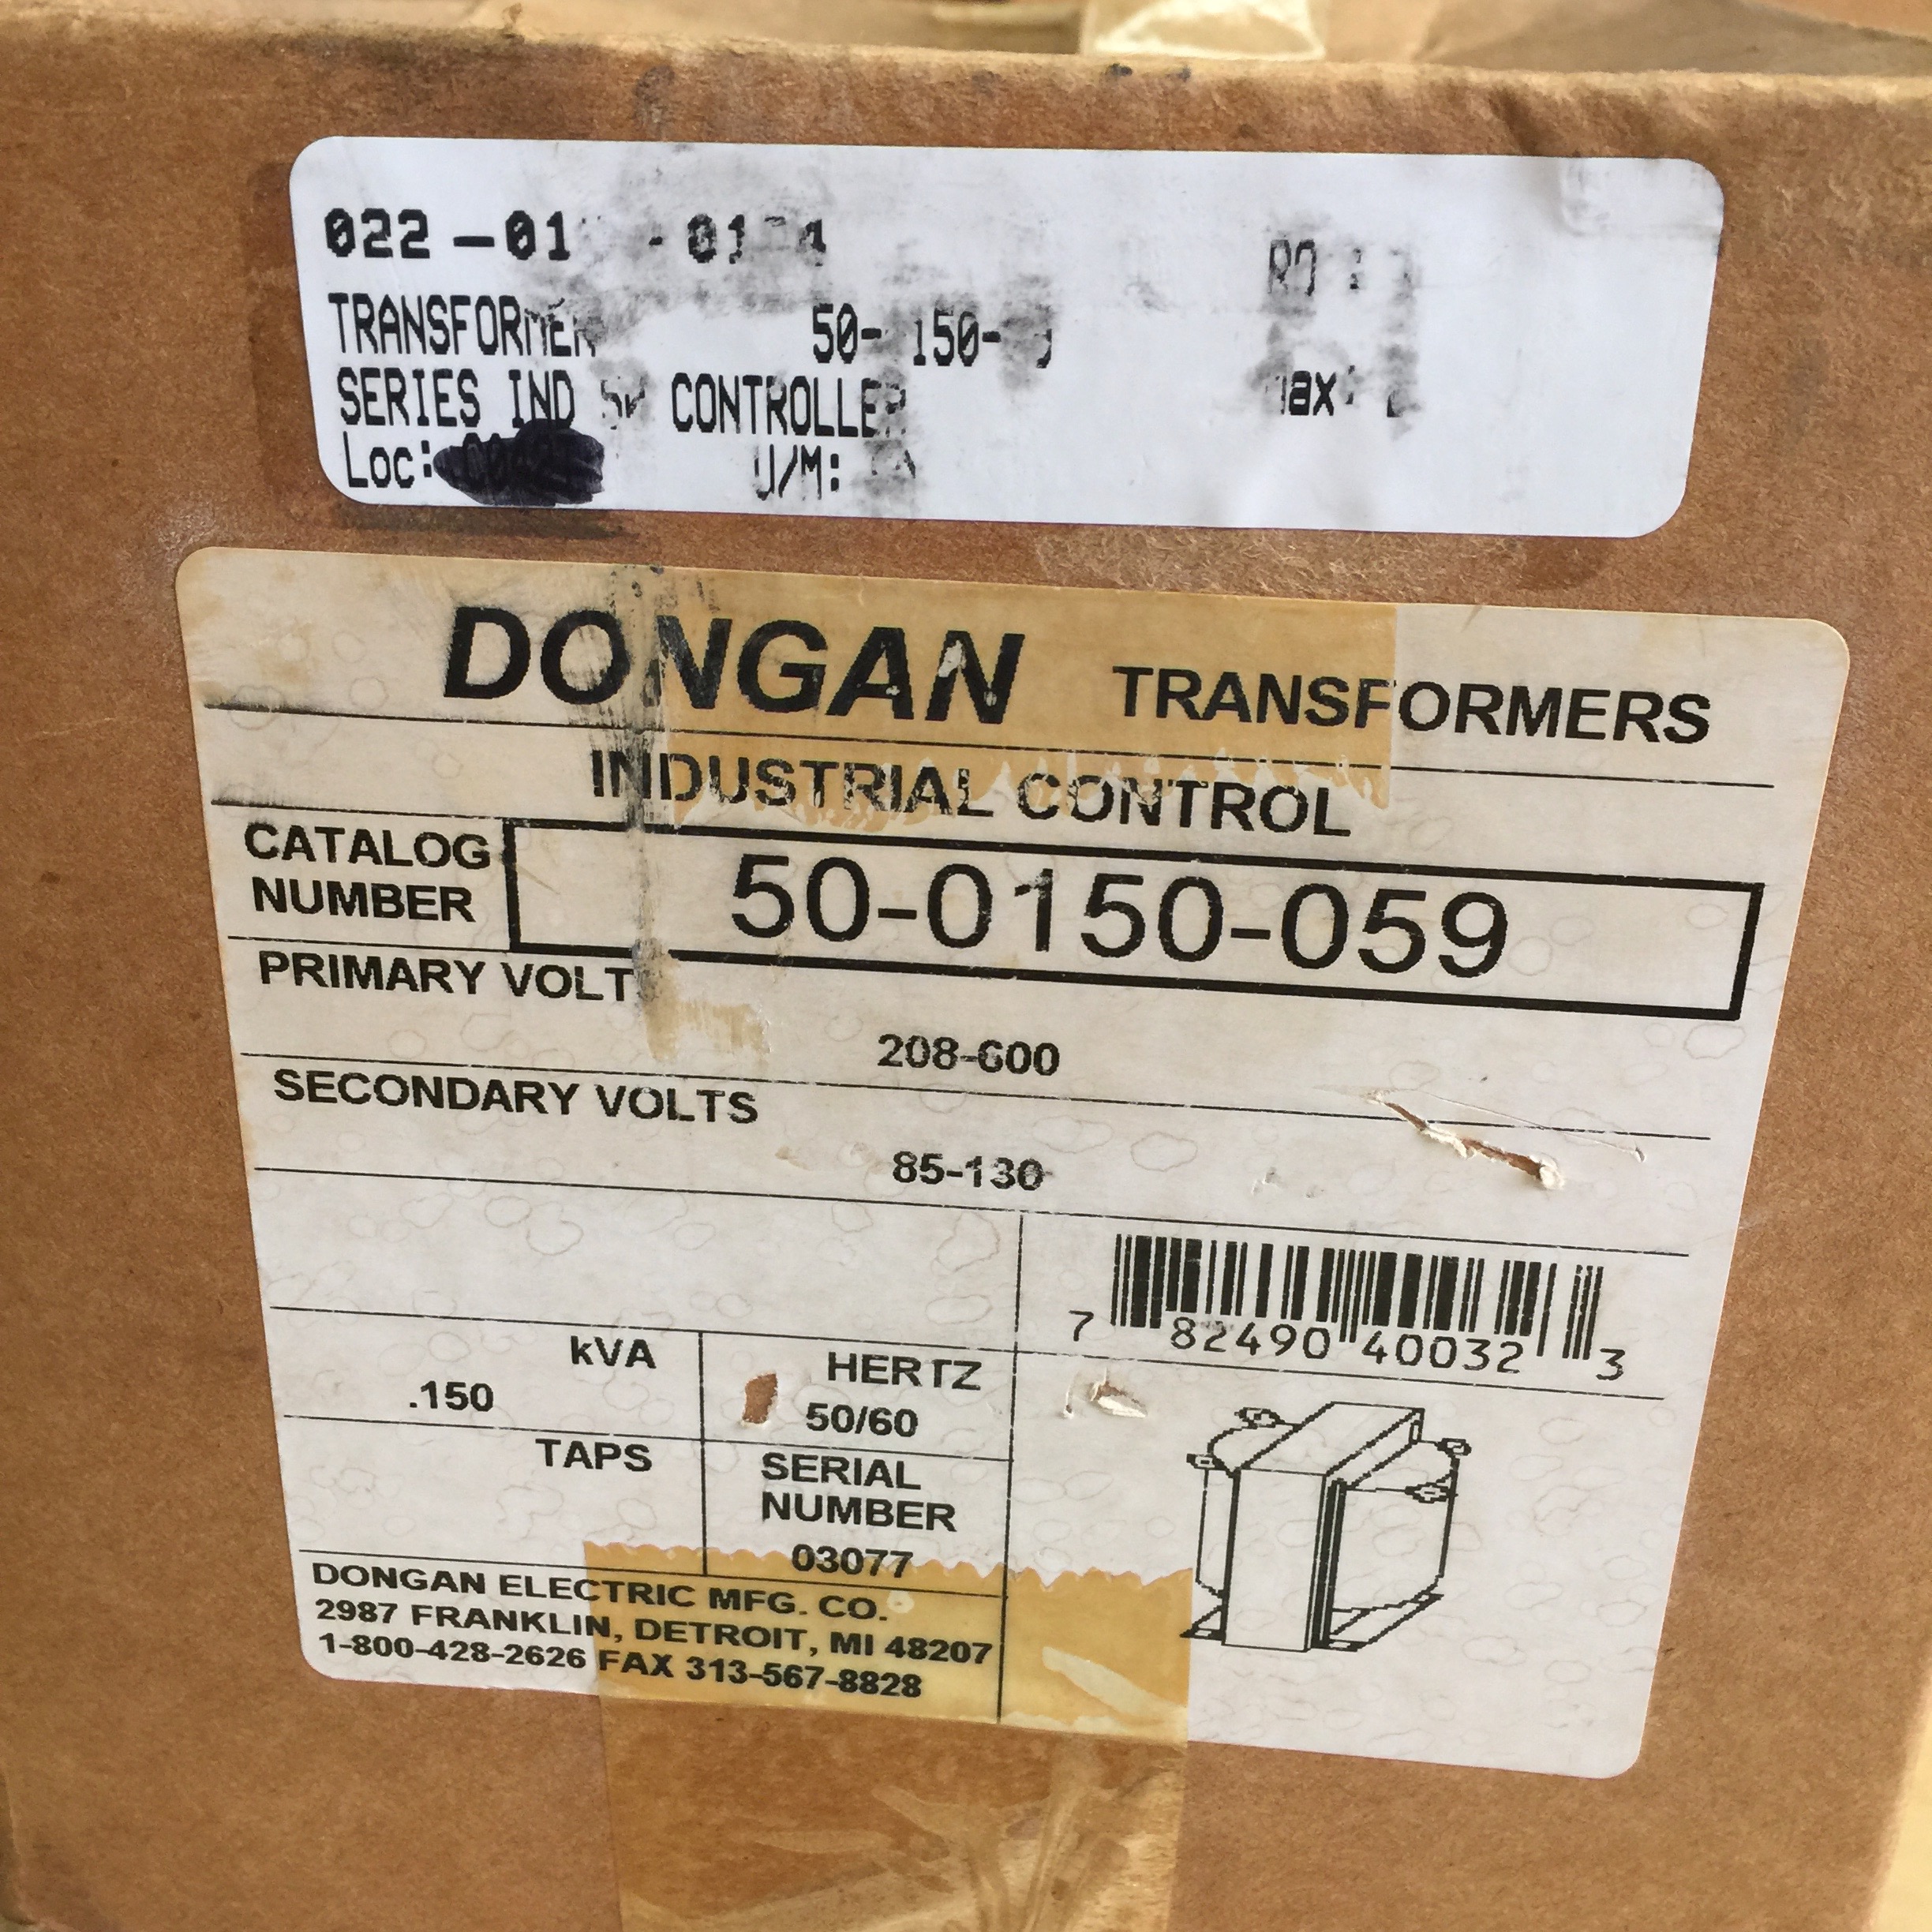 022 -01
TRANSFORMER 50- 150-
SERIES IND CONTROLLER
Loc: U/M:
DONGAN TRANSFORMERS
INDUSTRIAL CONTROL
CATALOG
NUMBER
50-0150-059
PRIMARY VOLTS
208-600
SECONDARY VOLTS
85-130
7 82490 40032 3
kVA
.150
HERTZ
50/60
TAPS
SERIAL
NUMBER
03077
DONGAN ELECTRIC MFG. CO.
2987 FRANKLIN, DETROIT, MI 48207
1-800-428-2626 FAX 313-567-8828